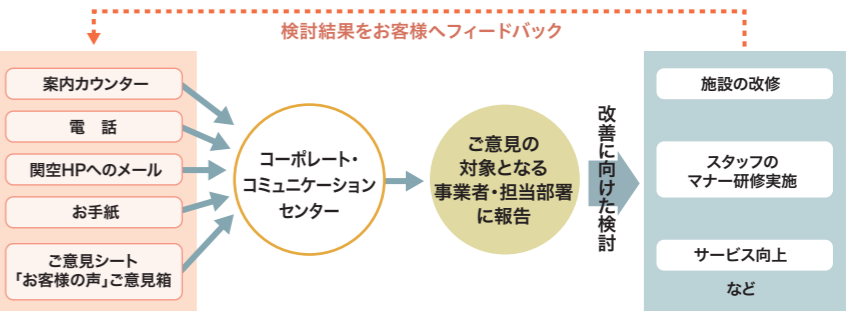 検討結果をお客様へフィードバック
案内カウンター
電　話
関空HPへのメール
お手紙
ご意見シート
「お客様の声」ご意見箱
コーポレート・
コミュニケーション
センター
ご意見の
対象となる
事業者・担当部署
に報告
改善に向けた検討
施設の改修
スタッフの
マナー研修実施
サービス向上
など